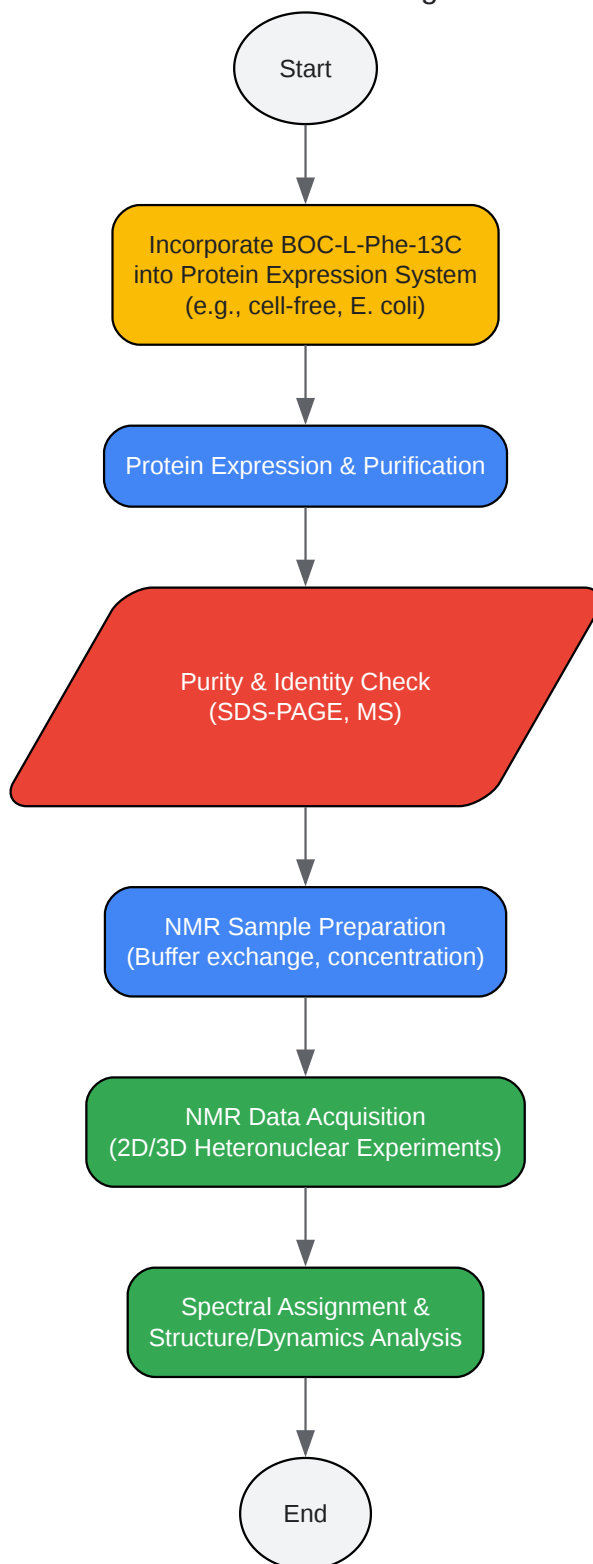 Start
Incorporate BOC-L-Phe-13C
into Protein Expression System
(e.g., cell-free, E. coli)
Protein Expression & Purification
Purity & Identity Check
(SDS-PAGE, MS)
NMR Sample Preparation
(Buffer exchange, concentration)
NMR Data Acquisition
(2D/3D Heteronuclear Experiments)
Spectral Assignment &
Structure/Dynamics Analysis
End